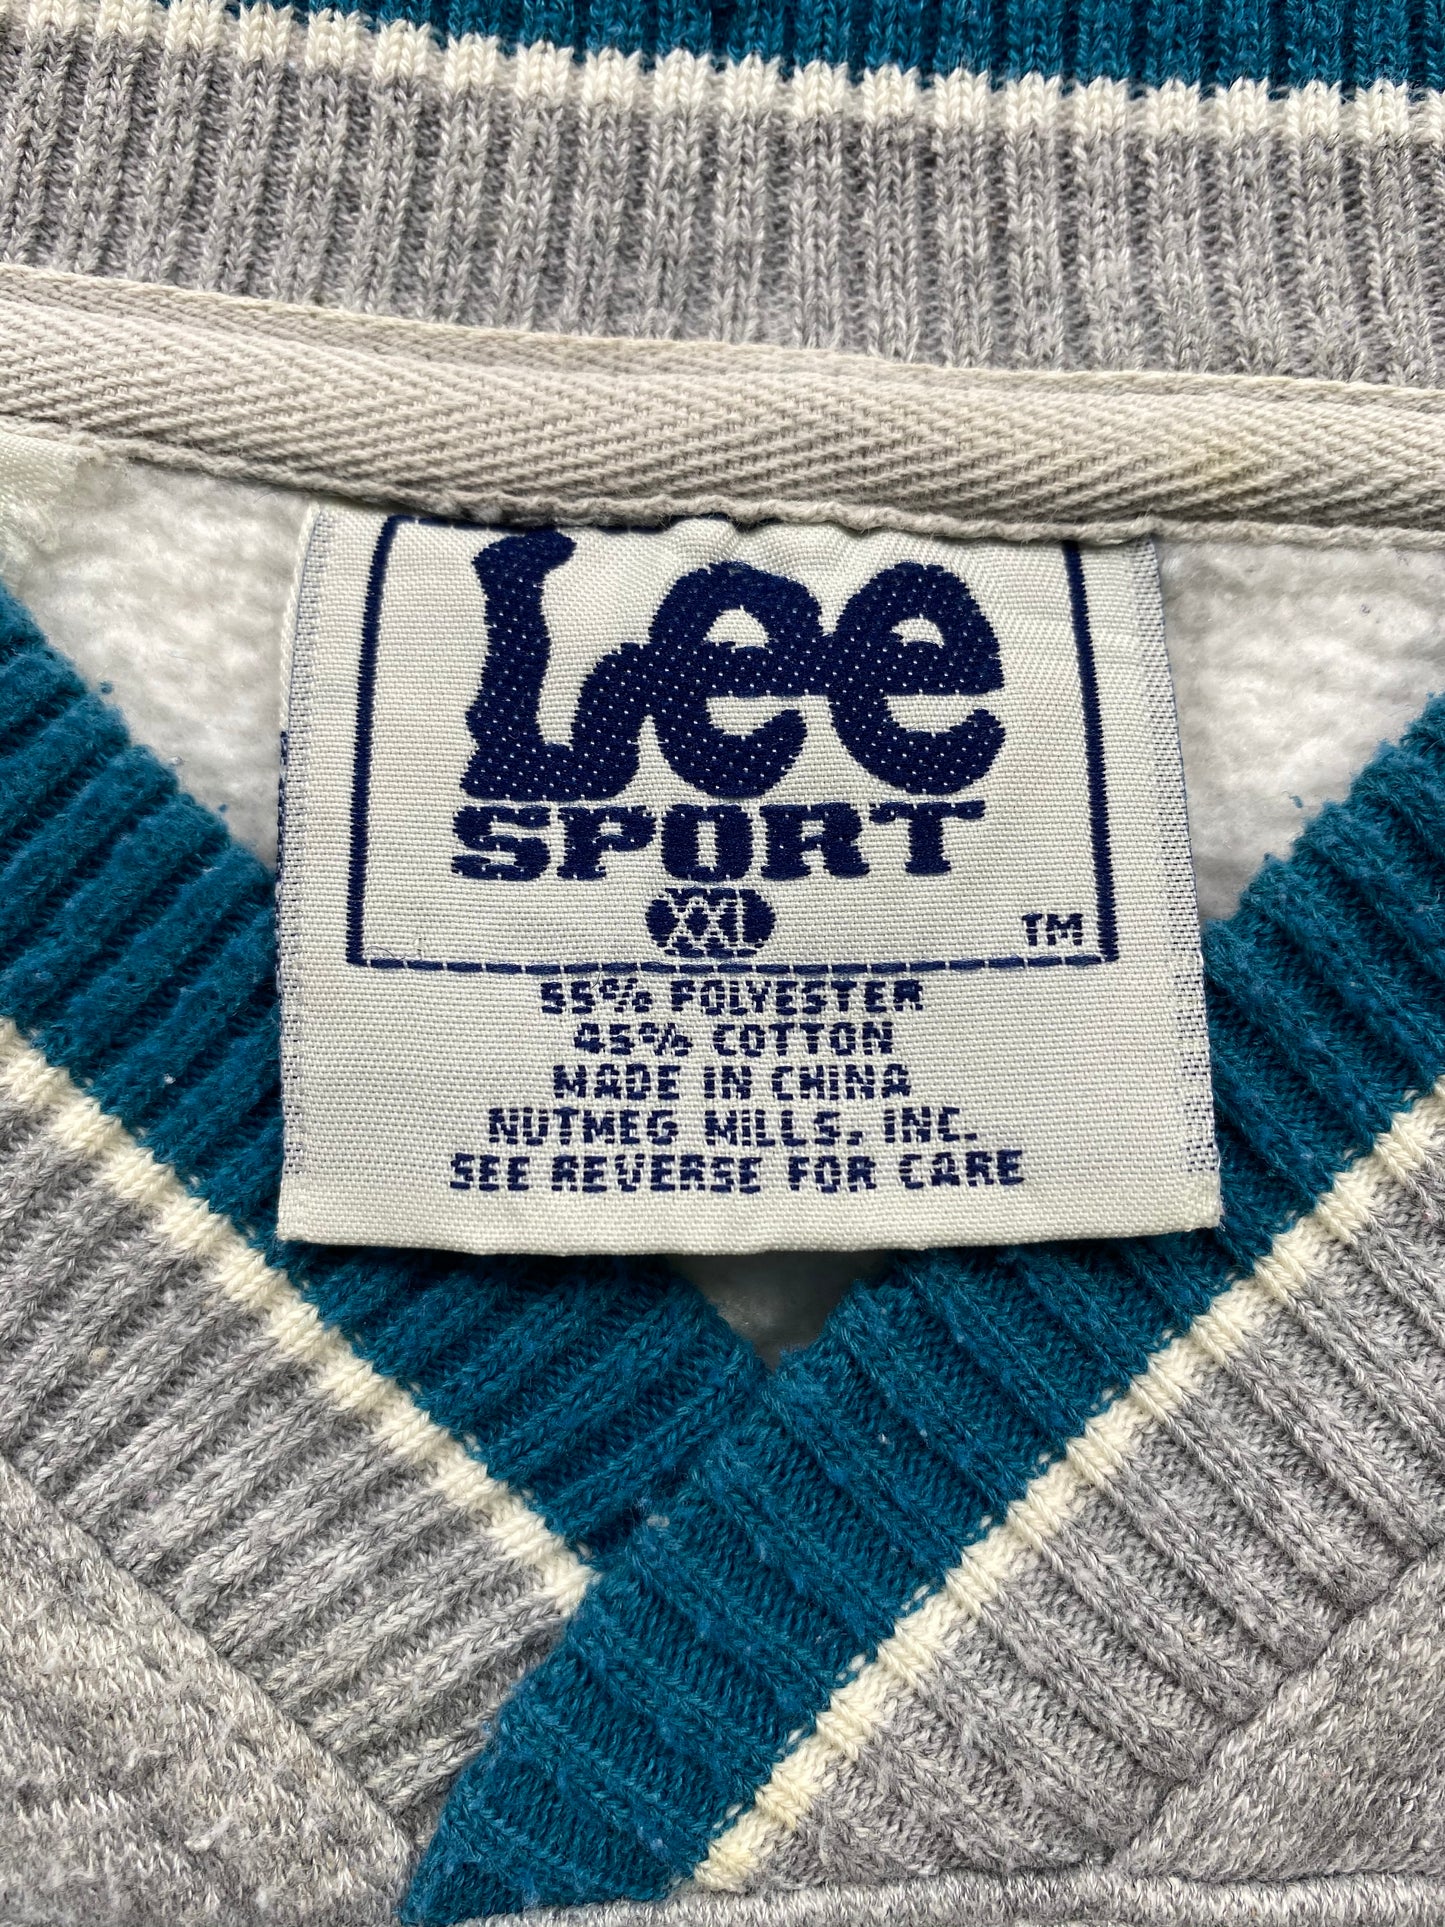 Lee
SPORT
XXL
TM
55% POLYESTER
45% COTTON
MADE IN CHINA
NUTMEG MILLS, INC.
SEE REVERSE FOR CARE